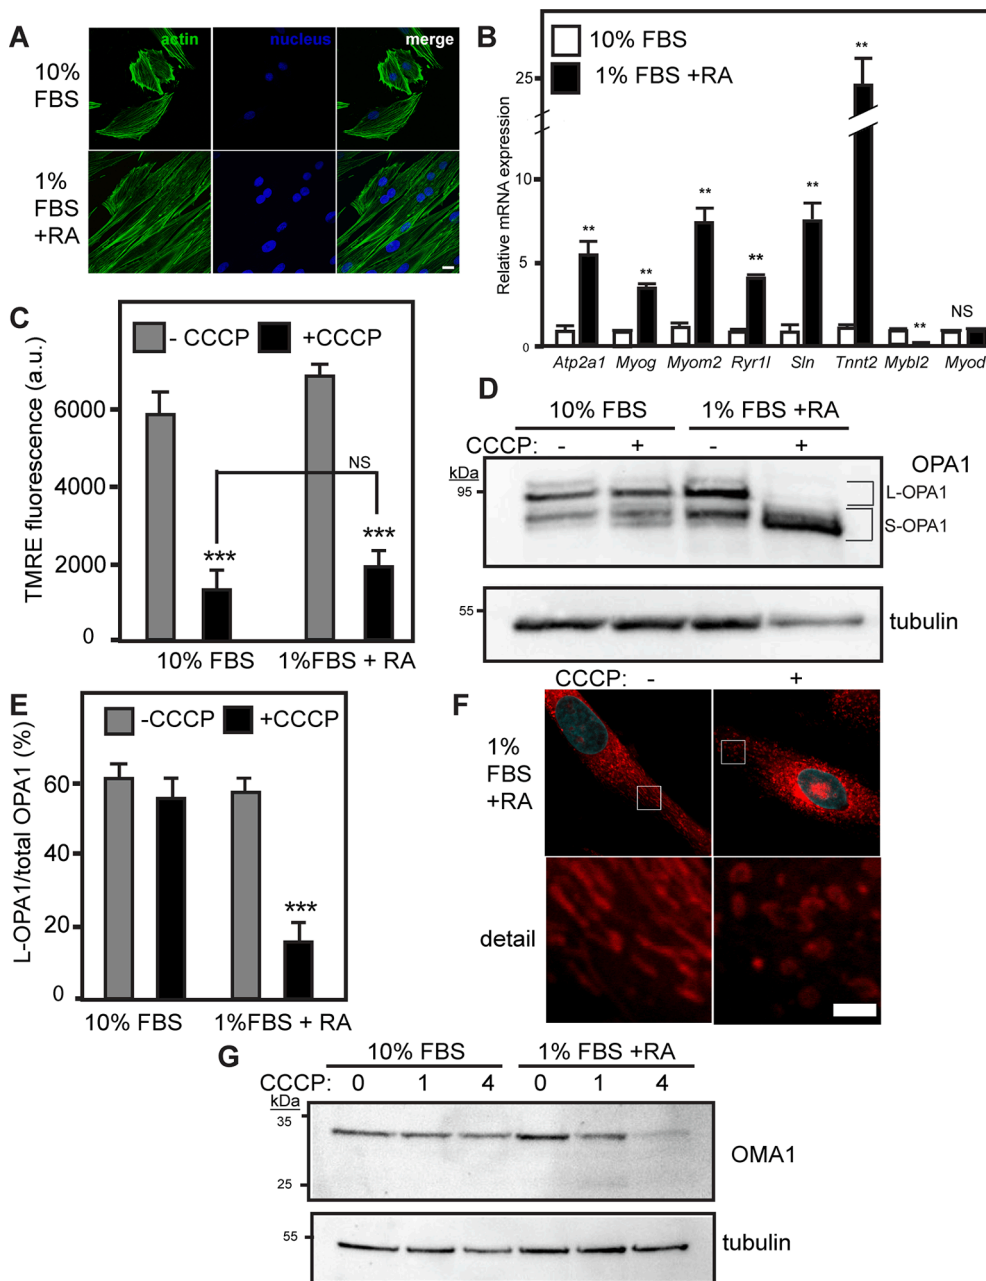 A
actin
nucleus
merge
10%
FBS
1%
FBS
+RA
B
10% FBS
1% FBS +RA
Relative mRNA expression
25
10
5
0
**
**
**
**
**
**
**
NS
Atp2a1 Myog Myom2 Ryr1l Sln Tnnt2 Mybl2 Myod
C
- CCCP +CCCP
TMRE fluorescence (a.u.)
6000
4000
2000
0
NS
***
***
10% FBS 1%FBS + RA
D
10% FBS 1% FBS +RA
CCCP: - + - +
kDa
95
OPA1
L-OPA1
S-OPA1
55
tubulin
E
-CCCP +CCCP
L-OPA1/total OPA1 (%)
60
40
20
0
***
10% FBS 1%FBS + RA
F
CCCP: - +
1%
FBS
+RA
detail
G
10% FBS 1% FBS +RA
CCCP: 0 1 4 0 1 4
kDa
35
25
OMA1
55
tubulin